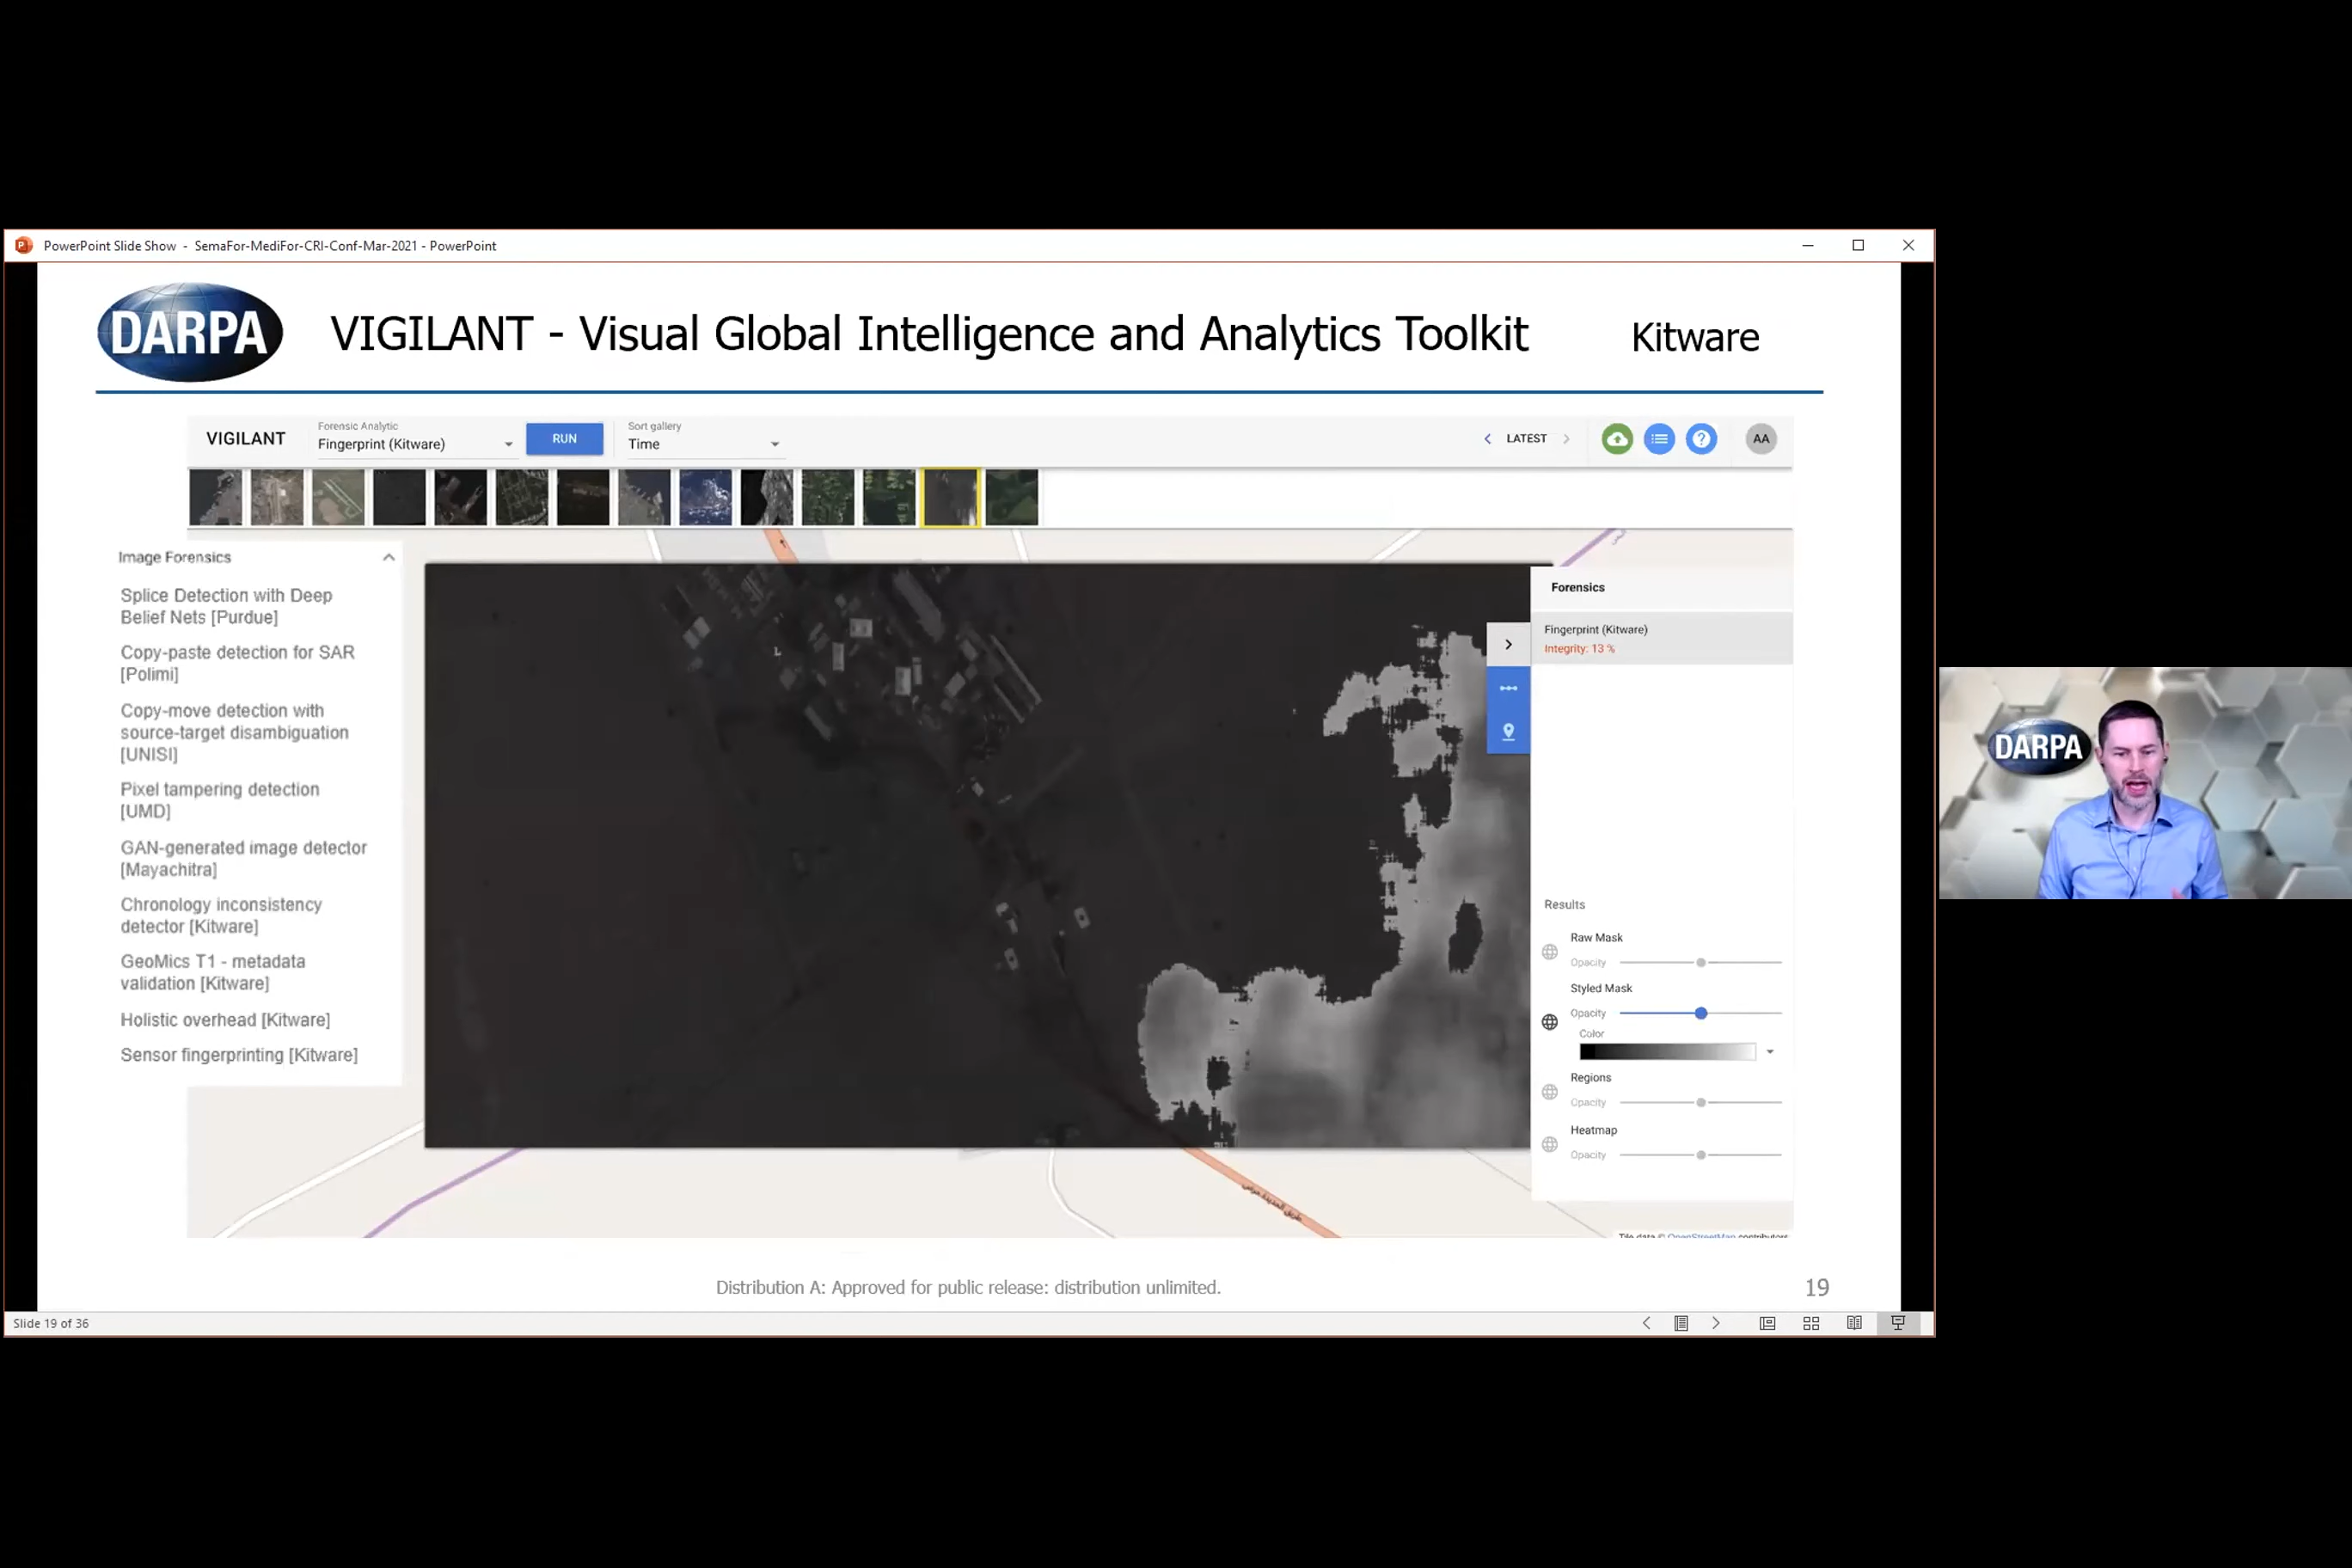 PowerPoint Slide Show - SemaFor-MediFor-CRI-Conf-Mar-2021 - PowerPoint
DARPA
VIGILANT - Visual Global Intelligence and Analytics Toolkit
Kitware
VIGILANT
Forensic Analytic
Fingerprint (Kitware)
RUN
Sort gallery
Time
LATEST
AA
Image Forensics
Splice Detection with Deep
Belief Nets [Purdue]
Copy-paste detection for SAR
[Polimi]
Copy-move detection with
source-target disambiguation
[UNISI]
Pixel tampering detection
[UMD]
GAN-generated image detector
[Mayachitra]
Chronology inconsistency
detector [Kitware]
GeoMics T1 - metadata
validation [Kitware]
Holistic overhead [Kitware]
Sensor fingerprinting [Kitware]
Forensics
Fingerprint (Kitware)
Integrity: 13 %
Results
Raw Mask
Opacity
Styled Mask
Opacity
Color
Regions
Opacity
Heatmap
Opacity
Tile data © OpenStreetMap contributors
Distribution A: Approved for public release: distribution unlimited.
19
Slide 19 of 36
DARPA